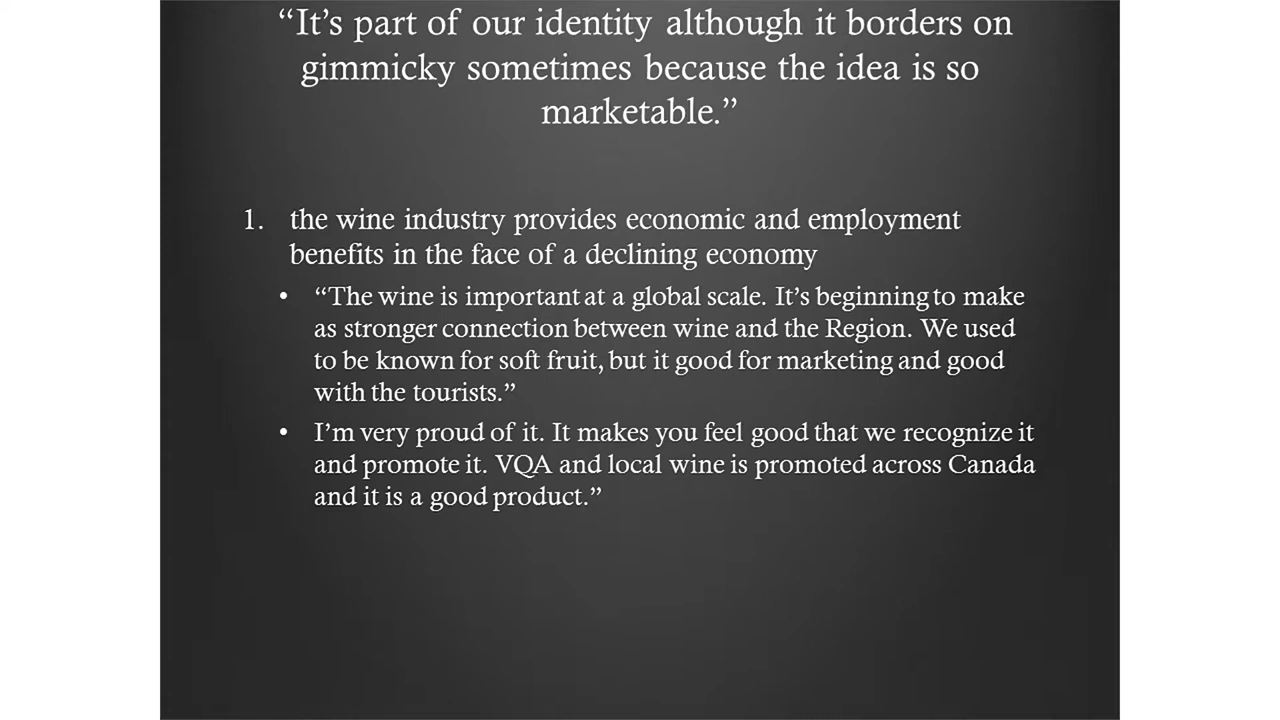 “It’s part of our identity although it borders on
gimmicky sometimes because the idea is so
marketable.”
1. the wine industry provides economic and employment
benefits in the face of a declining economy
• “The wine is important at a global scale. It’s beginning to make
as stronger connection between wine and the Region. We used
to be known for soft fruit, but it good for marketing and good
with the tourists.”
• I’m very proud of it. It makes you feel good that we recognize it
and promote it. VQA and local wine is promoted across Canada
and it is a good product.”